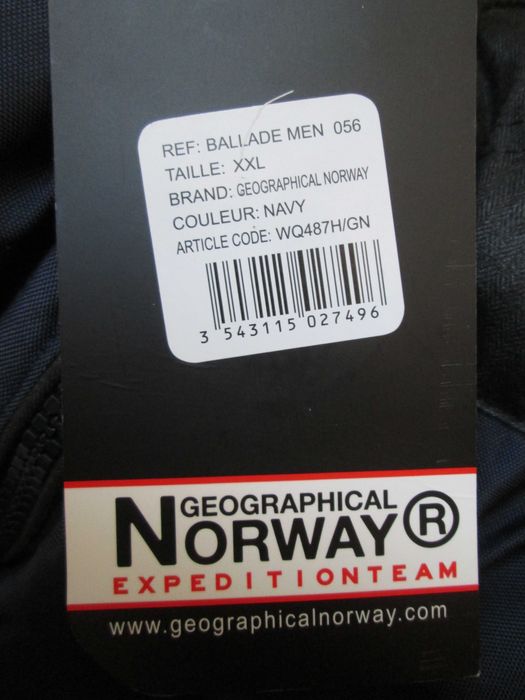 REF: BALLADE MEN 056
TAILLE: XXL
BRAND: GEOGRAPHICAL NORWAY
COULEUR: NAVY
ARTICLE CODE: WQ487H/GN
3 543115 027496
GEOGRAPHICAL
NORWAY ®
EXPEDITIONTEAM
www.geographicalnorway.com